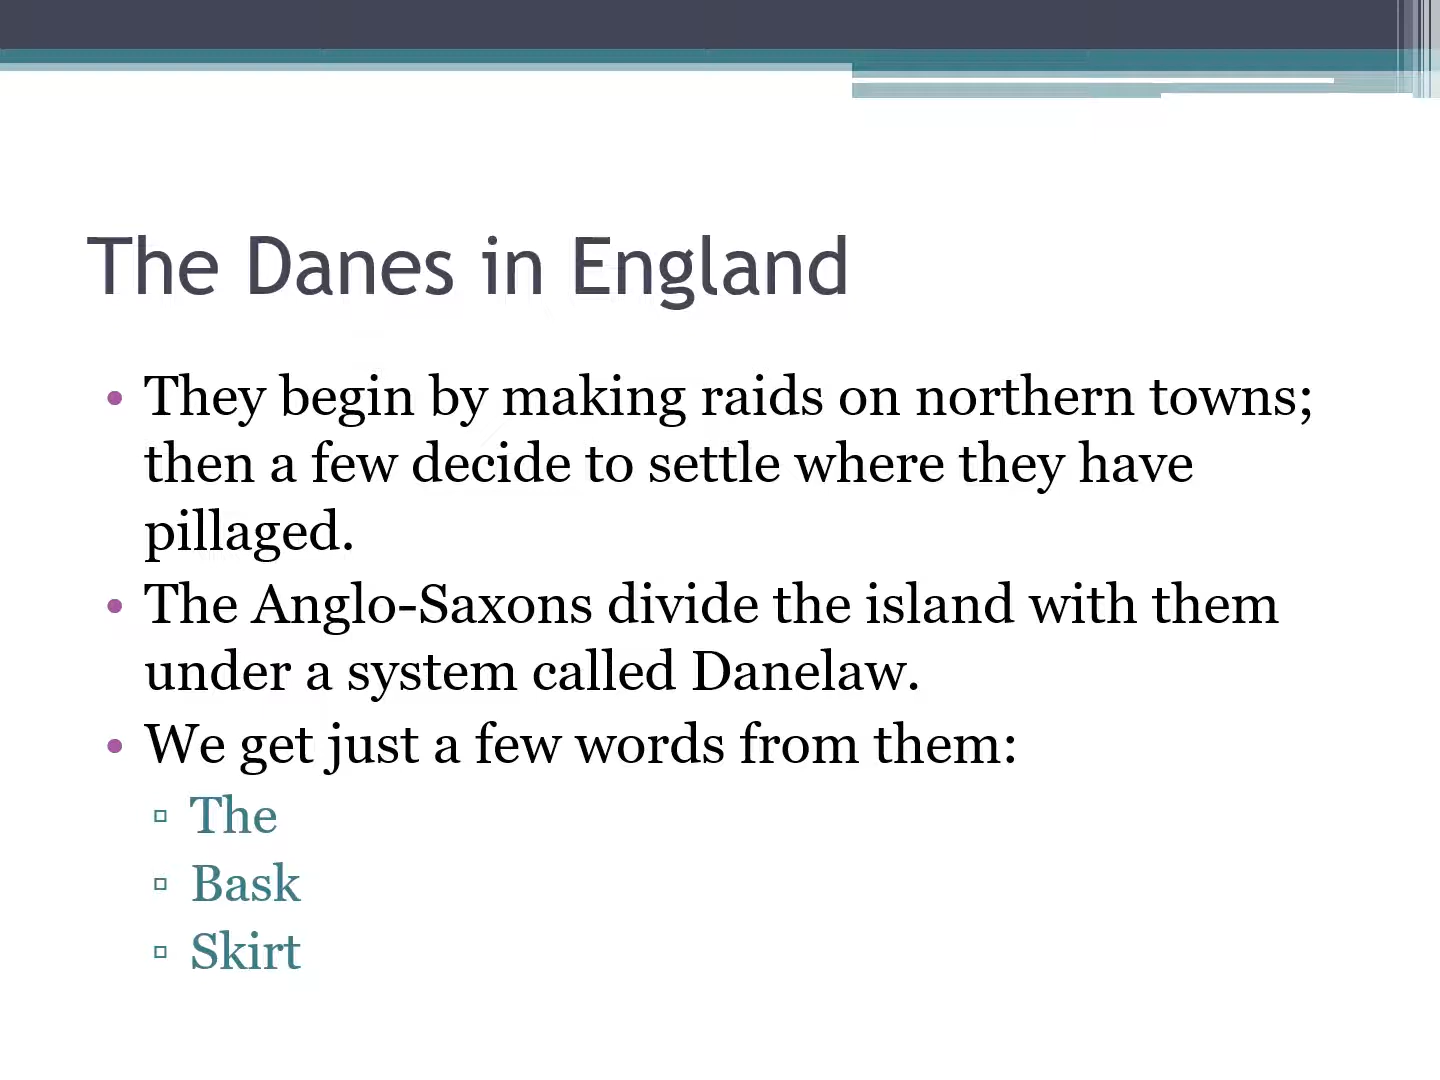 The Danes in England
• They begin by making raids on northern towns;
then a few decide to settle where they have
pillaged.
• The Anglo-Saxons divide the island with them
under a system called Danelaw.
• We get just a few words from them:
▫ The
▫ Bask
▫ Skirt